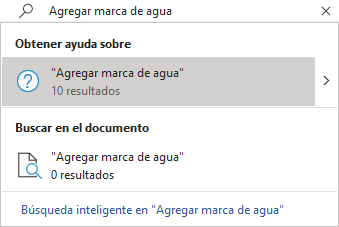 Agregar marca de agua
Obtener ayuda sobre
"Agregar marca de agua"
10 resultados
Buscar en el documento
"Agregar marca de agua"
0 resultados
Búsqueda inteligente en "Agregar marca de agua"